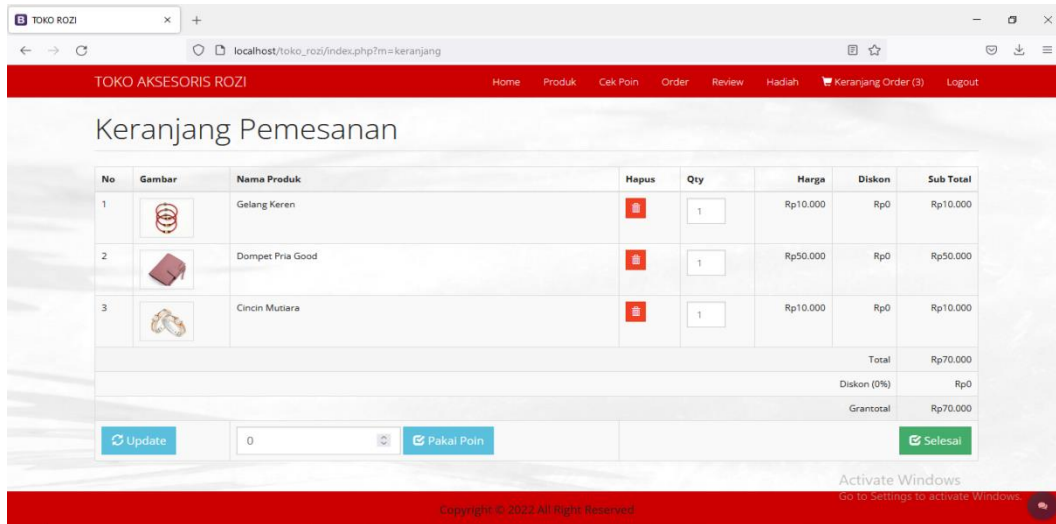 TOKO ROZI
localhost/toko_rozi/index.php?m=keranjang
TOKO AKSESORIS ROZI Home Produk Cek Poin Order Review Hadiah Keranjang Order (3) Logout
Keranjang Pemesanan
No Gambar Nama Produk Hapus Qty Harga Diskon Sub Total
1 Gelang Keren 1 Rp10.000 Rp0 Rp10.000
2 Dompet Pria Good 1 Rp50.000 Rp0 Rp50.000
3 Cincin Mutiara 1 Rp10.000 Rp0 Rp10.000
Total Rp70.000
Diskon (0%) Rp0
Grantotal Rp70.000
Update 0 Pakai Poin Selesai
Activate Windows
Go to Settings to activate Windows.
Copyright © 2022 All Right Reserved